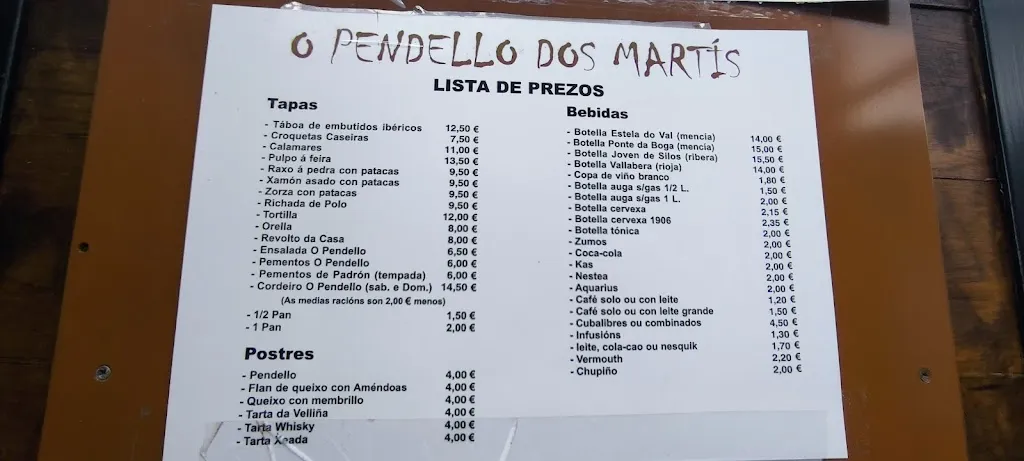 O PENDELLO DOS MARTÍS
LISTA DE PREZOS
Tapas
- Táboa de embutidos ibéricos 12,50 €
- Croquetas Caseiras 7,50 €
- Calamares 11,00 €
- Pulpo á feira 13,50 €
- Raxo á pedra con patacas 9,50 €
- Xamón asado con patacas 9,50 €
- Zorza con patacas 9,50 €
- Richada de Polo 9,50 €
- Tortilla 12,00 €
- Orella 8,00 €
- Revolto da Casa 8,00 €
- Ensalada O Pendello 6,50 €
- Pementos O Pendello 6,00 €
- Pementos de Padrón (tempada) 6,00 €
- Cordeiro O Pendello (sab. e Dom.) 14,50 €
(As medias racións son 2,00 € menos)
- 1/2 Pan 1,50 €
- 1 Pan 2,00 €
Postres
- Pendello 4,00 €
- Flan de queixo con Améndoas 4,00 €
- Queixo con membrillo 4,00 €
- Tarta da Velliña 4,00 €
- Tarta Whisky 4,00 €
- Tarta Xeada 4,00 €
Bebidas
- Botella Estela do Val (mencia) 14,00 €
- Botella Ponte da Boga (mencia) 15,00 €
- Botella Joven de Silos (ribera) 15,50 €
- Botella Vallabera (rioja) 14,00 €
- Copa de viño branco 1,80 €
- Botella auga s/gas 1/2 L. 1,50 €
- Botella auga s/gas 1 L. 2,00 €
- Botella cervexa 2,15 €
- Botella cervexa 1906 2,35 €
- Botella tónica 2,00 €
- Zumos 2,00 €
- Coca-cola 2,00 €
- Kas 2,00 €
- Nestea 2,00 €
- Aquarius 2,00 €
- Café solo ou con leite 1,20 €
- Café solo ou con leite grande 1,50 €
- Cubalibres ou combinados 4,50 €
- Infusións 1,30 €
- leite, cola-cao ou nesquik 1,70 €
- Vermouth 2,20 €
- Chupiño 2,00 €